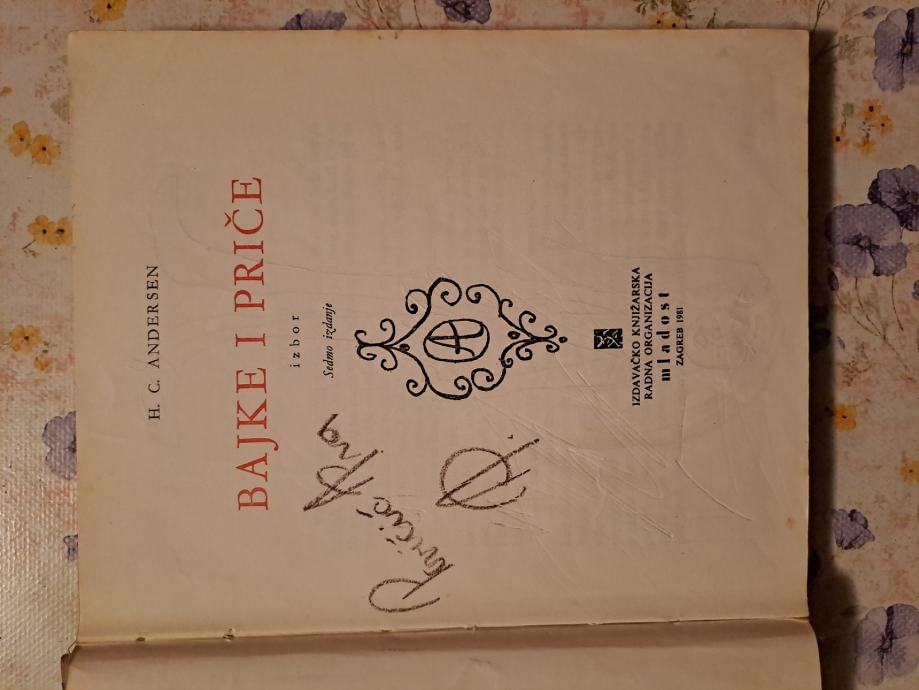 H. C. ANDERSEN
BAJKE I PRIČE
izbor
Sedmo izdanje
A
IZDAVAČKO KNJIŽARSKA
RADNA ORGANIZACIJA
mladost
ZAGREB 1981